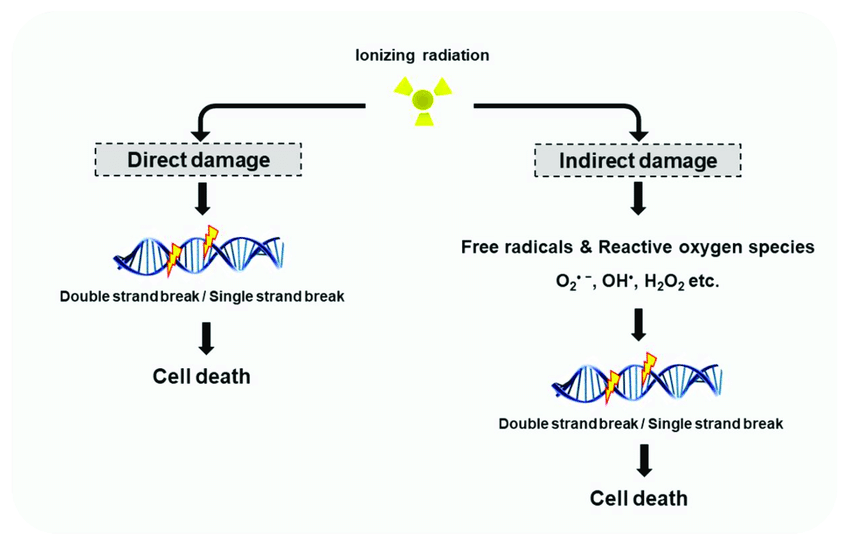 Ionizing radiation
Direct damage
Double strand break / Single strand break
Cell death
Indirect damage
Free radicals & Reactive oxygen species
O₂•⁻, OH•, H₂O₂ etc.
Double strand break / Single strand break
Cell death